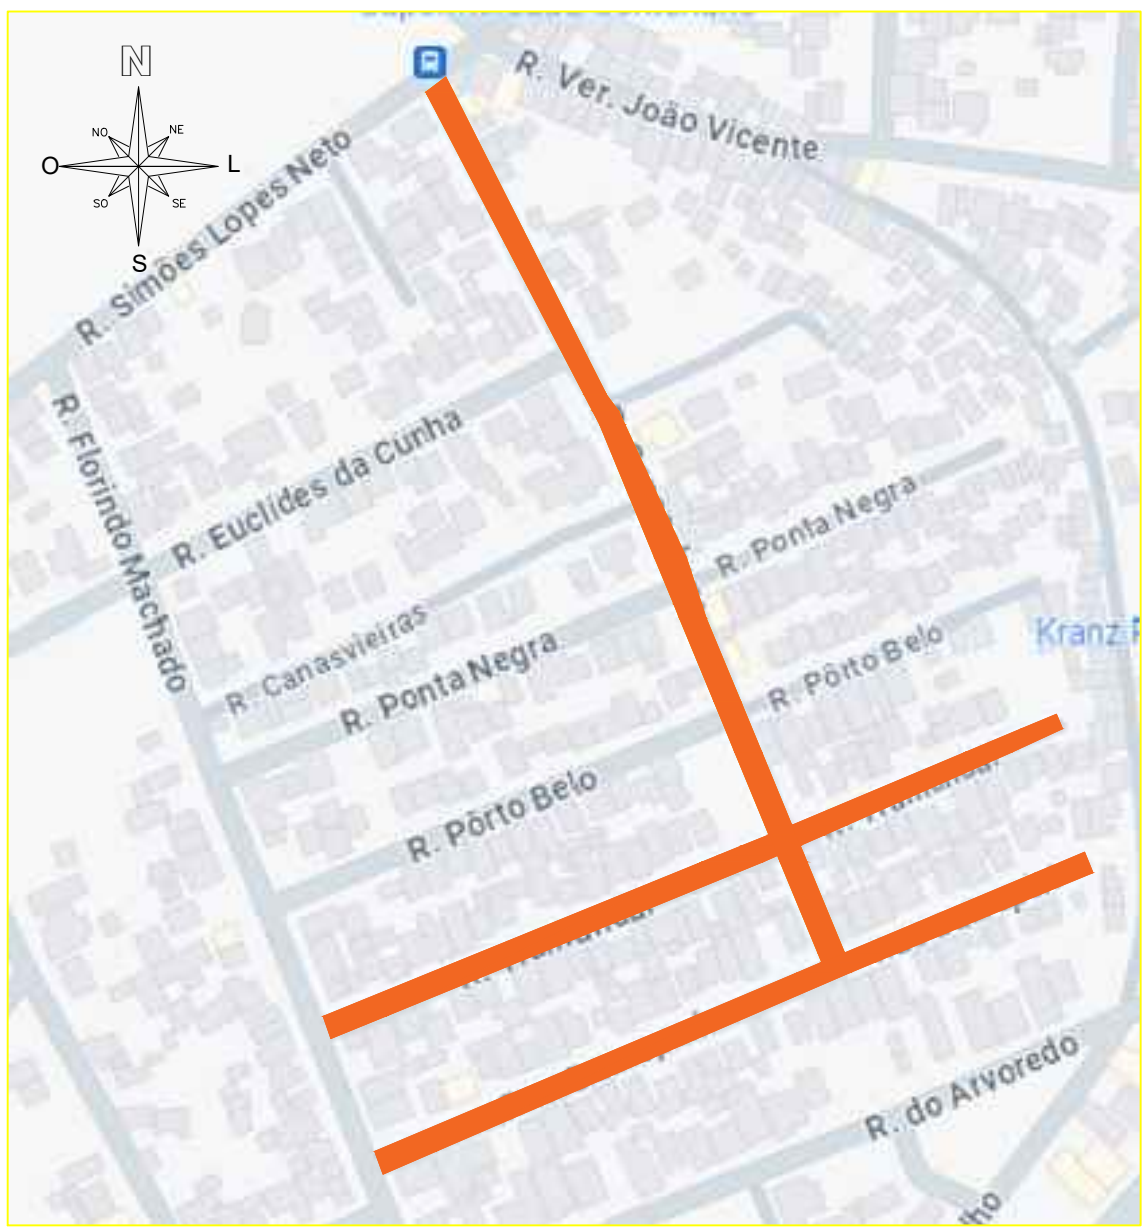 N
NO
NE
O
L
SO
SE
S
R. Ver. João Vicente
R. Simões Lopes Neto
R. Florindo Machado
R. Euclides da Cunha
R. Ponta Negra
R. Canasvieiras
R. Ponta Negra
R. Pôrto Belo
Kranz
R. Pôrto Belo
R. do Arvoredo